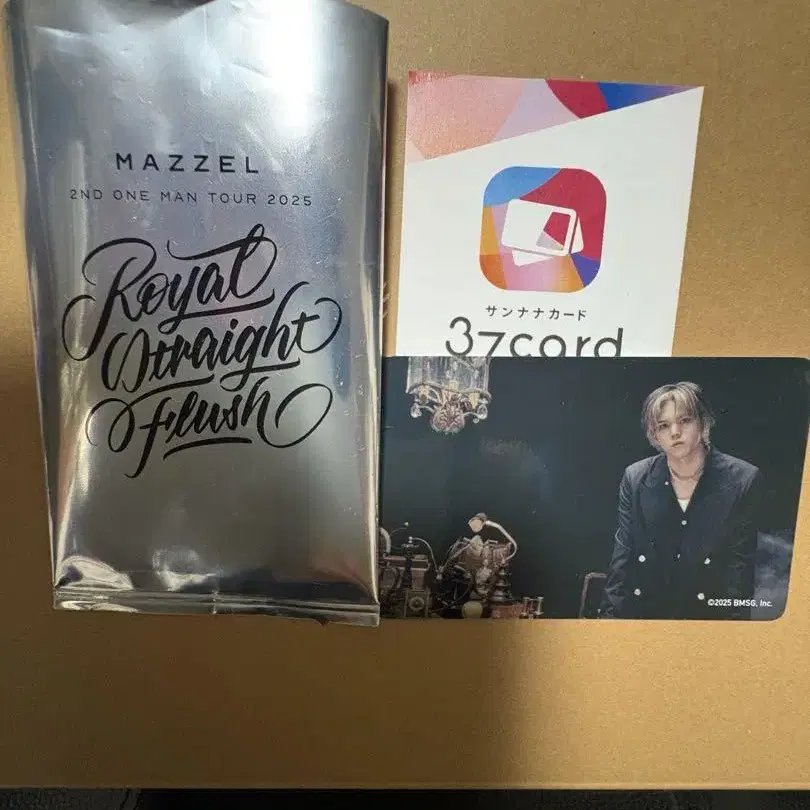 MAZZEL
2ND ONE MAN TOUR 2025
Royal
Straight
Flush
サンナナカード
37card
©2025 BMSG, Inc.